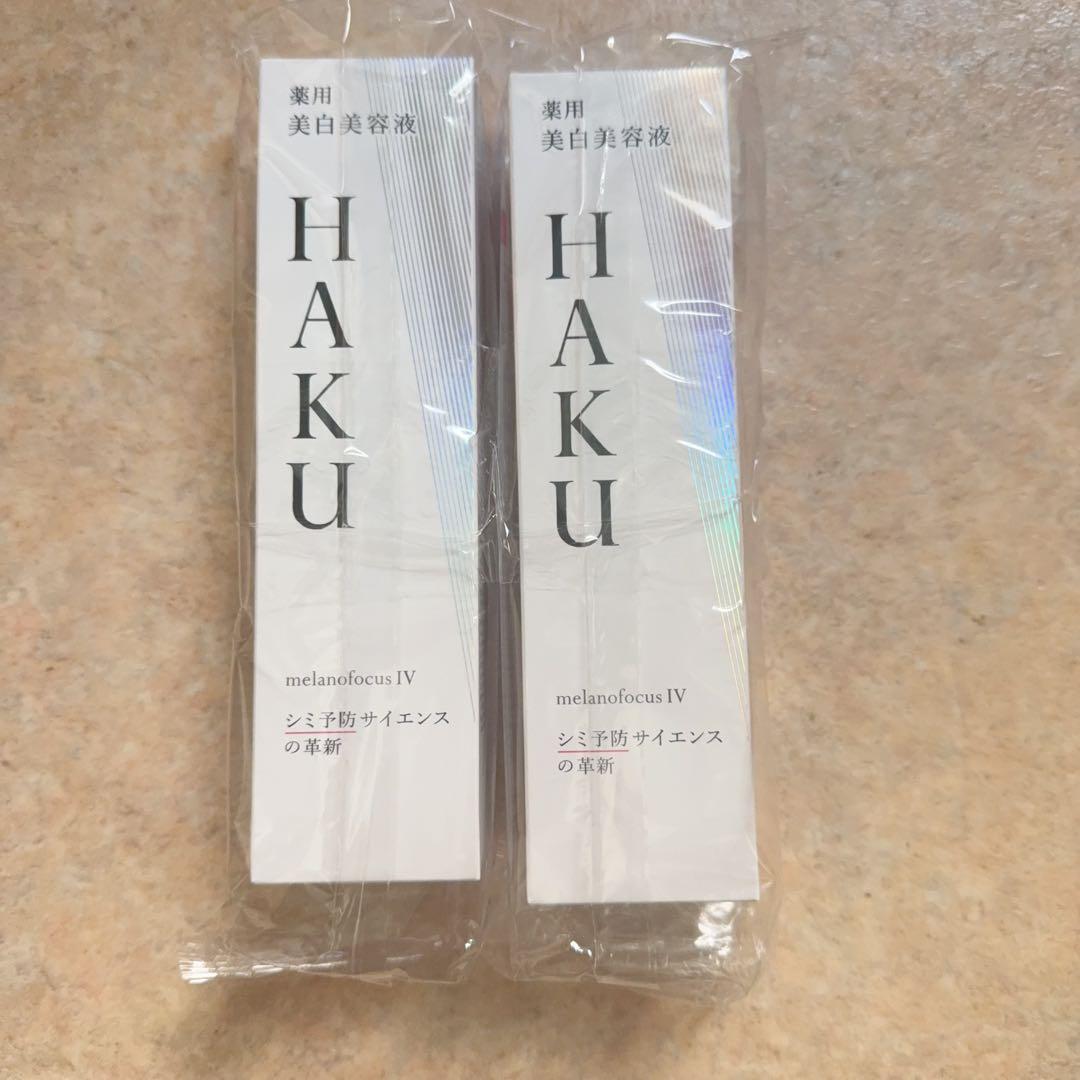 薬用
美白美容液
HAKU
melanofocus IV
シミ予防サイエンス
の革新
薬用
美白美容液
HAKU
melanofocus IV
シミ予防サイエンス
の革新